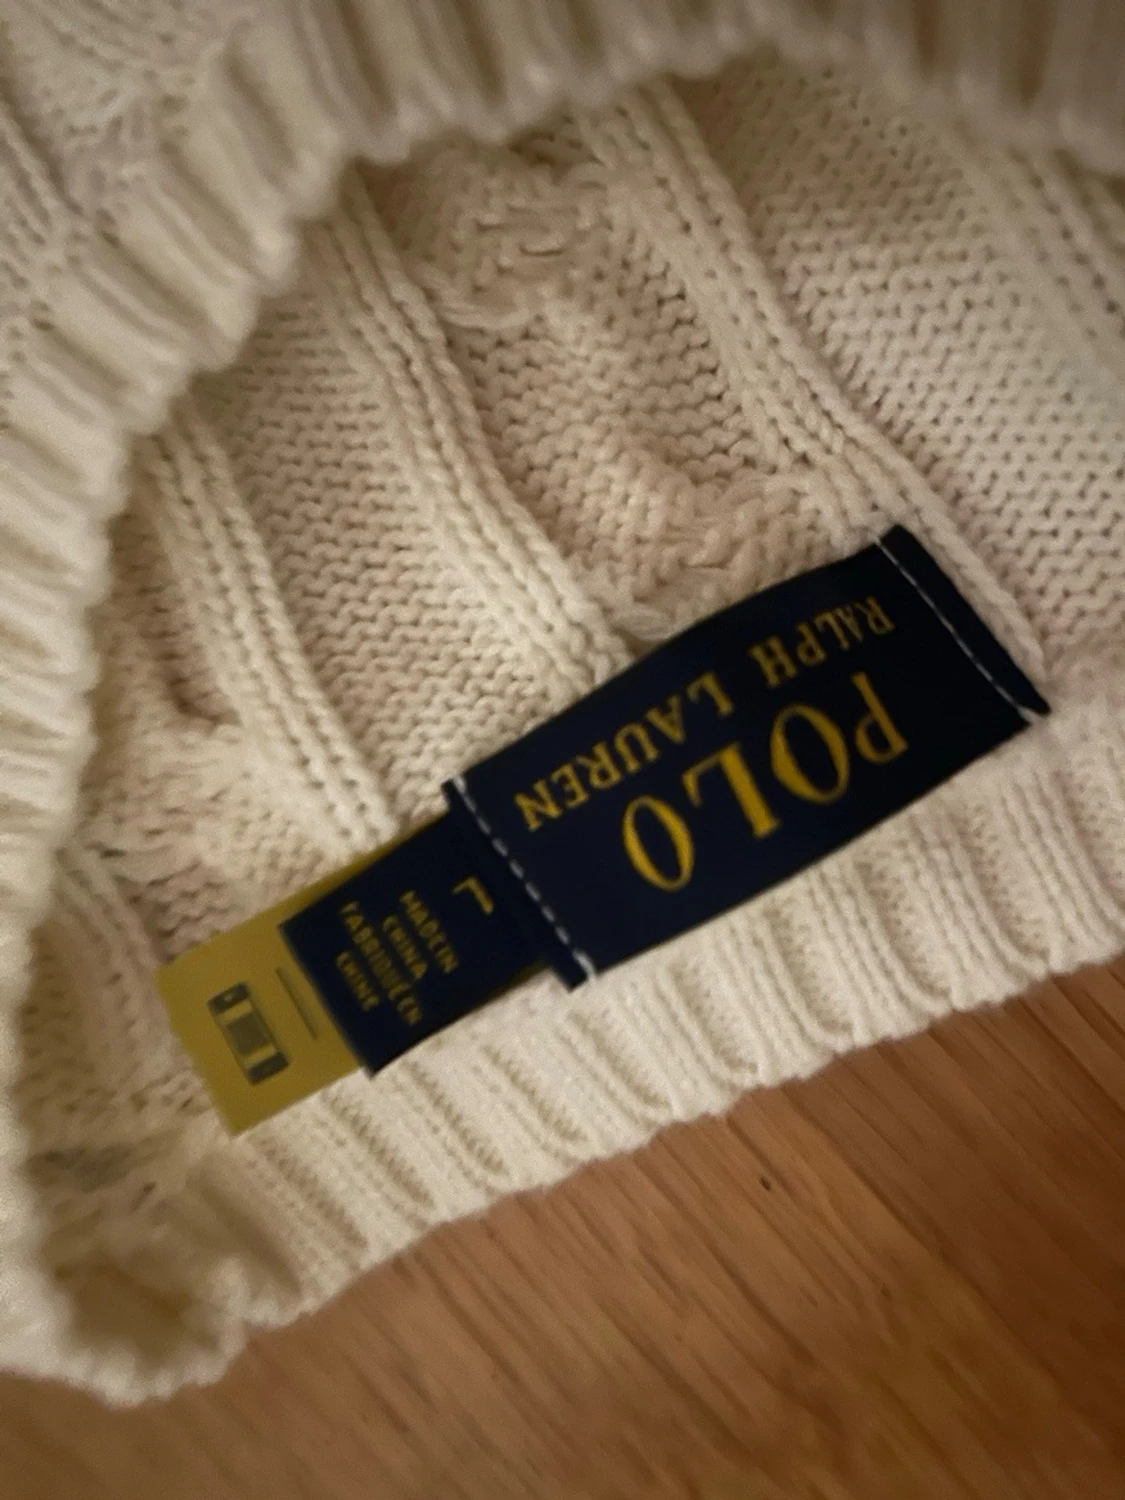 POLO
RALPH LAUREN
L
MADE IN
CHINA
FABRIQUÉ EN
CHINE